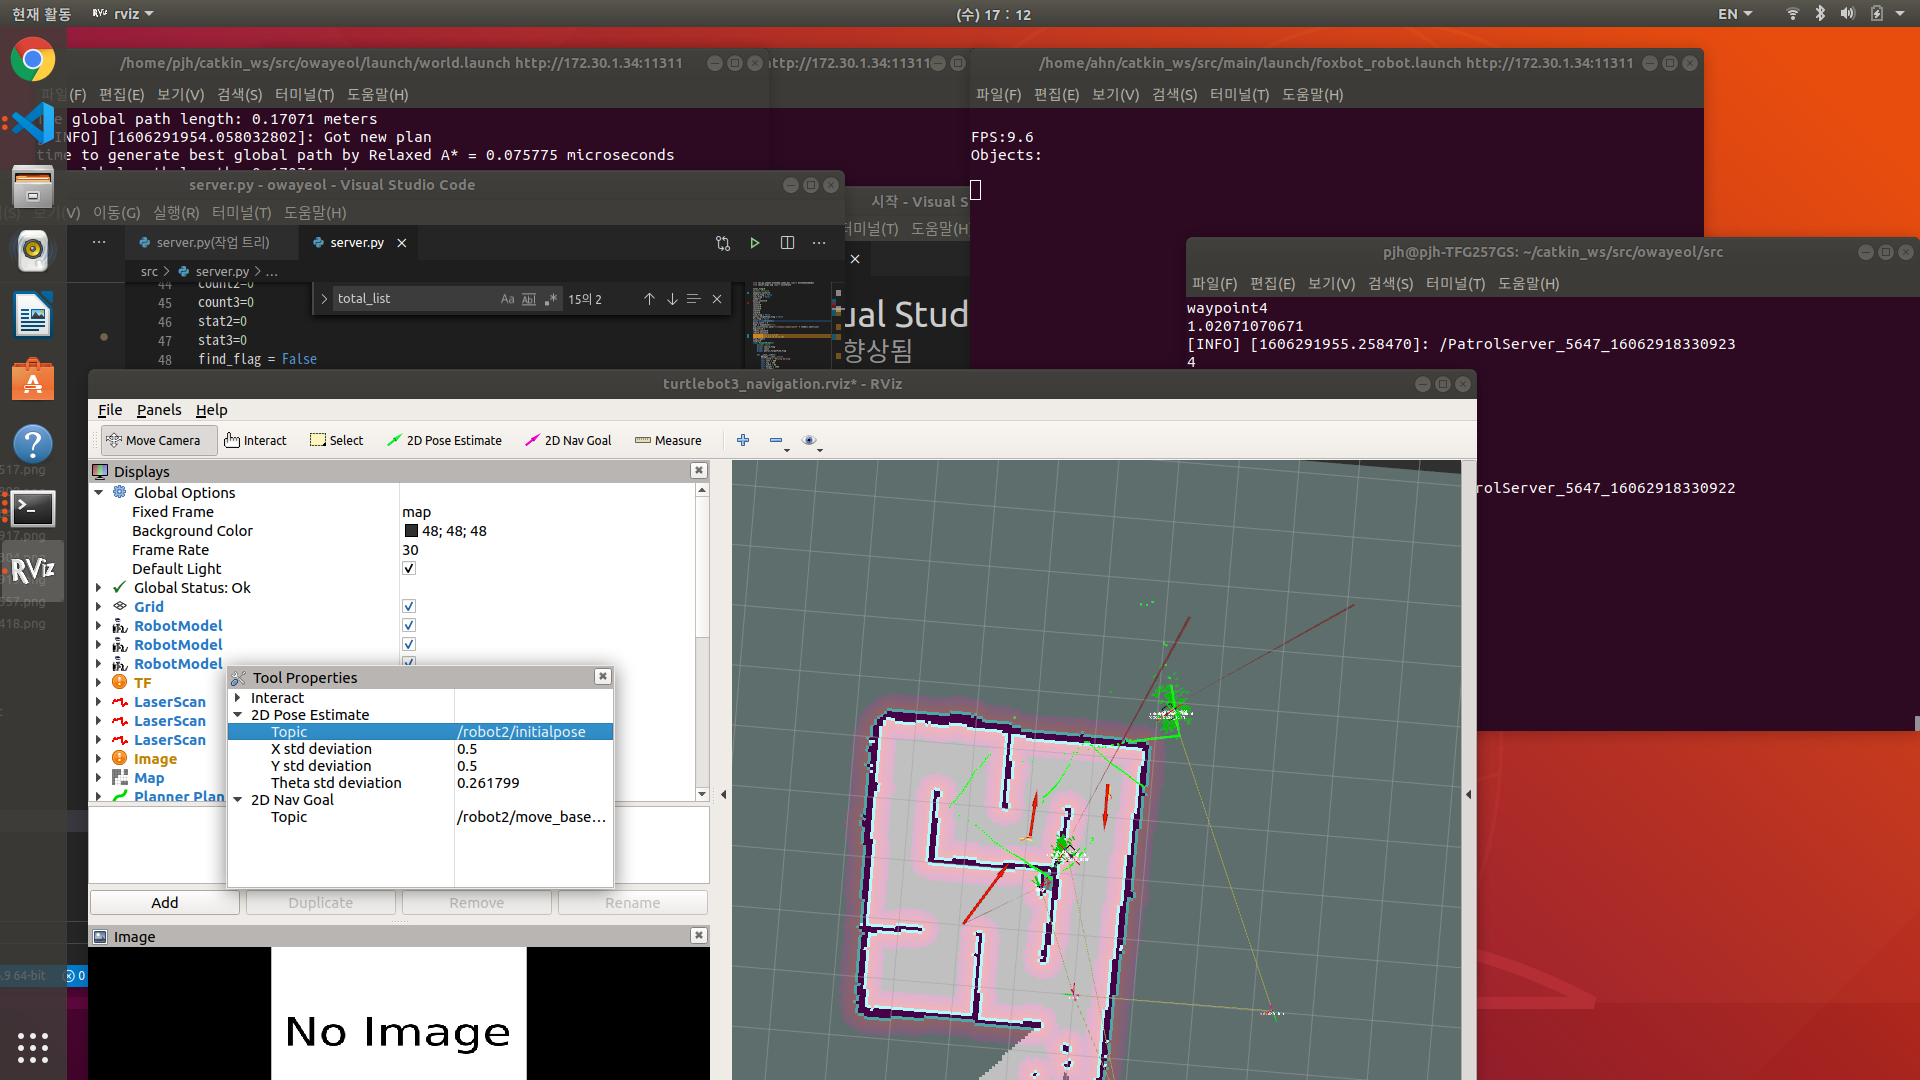 현재 활동
RViz rviz
(수) 17 : 12
EN
/home/pjh/catkin_ws/src/owayeol/launch/world.launch http://172.30.1.34:11311
파일(F) 편집(E) 보기(V) 검색(S) 터미널(T) 도움말(H)
global path length: 0.17071 meters
INFO] [1606291954.058032802]: Got new plan
time to generate best global path by Relaxed A* = 0.075775 microseconds
http://172.30.1.34:11311
/home/ahn/catkin_ws/src/main/launch/foxbot_robot.launch http://172.30.1.34:11311
파일(F) 편집(E) 보기(V) 검색(S) 터미널(T) 도움말(H)
FPS:9.6
Objects:
server.py - owayeol - Visual Studio Code
보기(V) 이동(G) 실행(R) 터미널(T) 도움말(H)
server.py(작업 트리)
server.py
src > server.py > ...
44 count2=0
45 count3=0
46 stat2=0
47 stat3=0
48 find_flag = False
total_list
Aa Abl .*
15의 2
시작 - Visual S
터미널(T) 도움말(H
ual Stud
향상됨
pjh@pjh-TFG257GS: ~/catkin_ws/src/owayeol/src
파일(F) 편집(E) 보기(V) 검색(S) 터미널(T) 도움말(H)
waypoint4
1.02071070671
[INFO] [1606291955.258470]: /PatrolServer_5647_16062918330923
4
rolServer_5647_16062918330922
turtlebot3_navigation.rviz* - RViz
File Panels Help
Move Camera Interact Select 2D Pose Estimate 2D Nav Goal Measure
Displays
Global Options
Fixed Frame map
Background Color 48; 48; 48
Frame Rate 30
Default Light
Global Status: Ok
Grid
RobotModel
RobotModel
RobotModel
TF
LaserScan
LaserScan
LaserScan
Image
Map
Planner Plan
Tool Properties
Interact
2D Pose Estimate
Topic /robot2/initialpose
X std deviation 0.5
Y std deviation 0.5
Theta std deviation 0.261799
2D Nav Goal
Topic /robot2/move_base...
Add Duplicate Remove Rename
Image
No Image
RViz
517.png
917.png
557.png
418.png
.9 64-bit
0